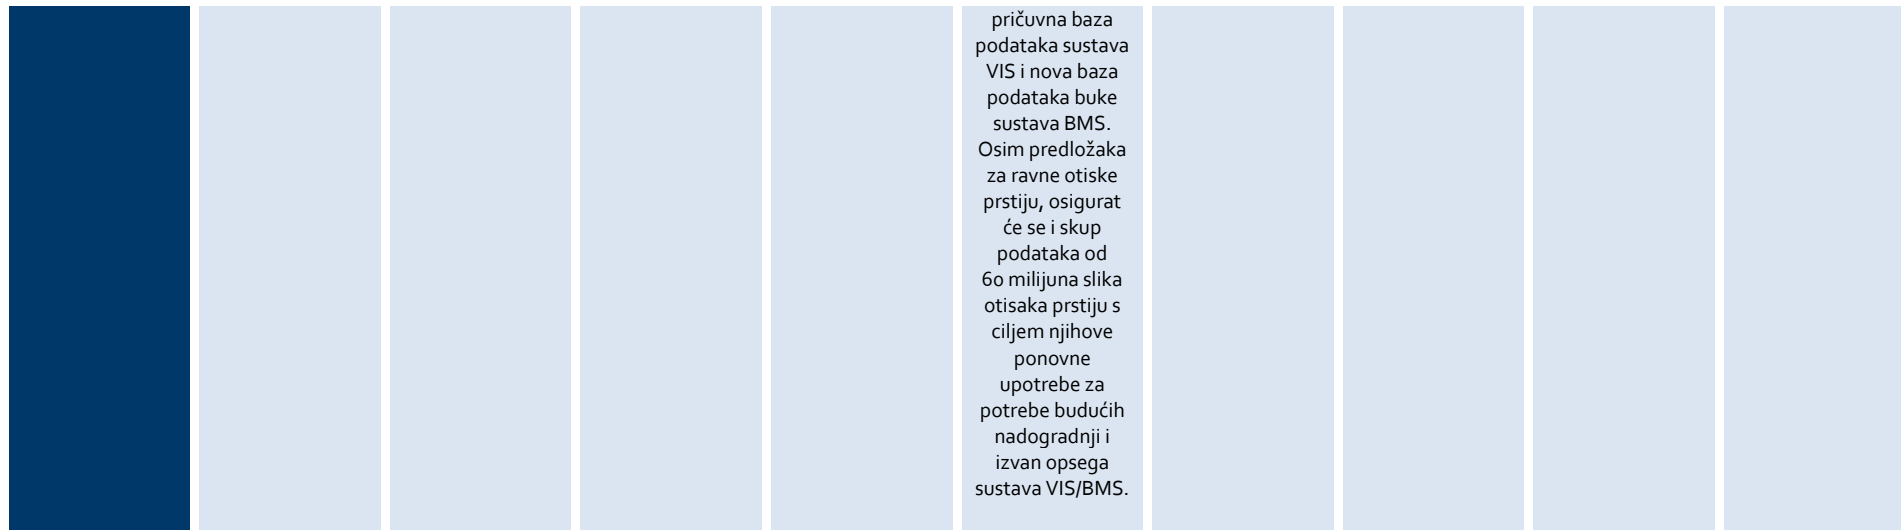 pričuvna baza
podataka sustava
VIS i nova baza
podataka buke
sustava BMS.
Osim predložaka
za ravne otiske
prstiju, osigurat
će se i skup
podataka od
60 milijuna slika
otisaka prstiju s
ciljem njihove
ponovne
upotrebe za
potrebe budućih
nadogradnji i
izvan opsega
sustava VIS/BMS.